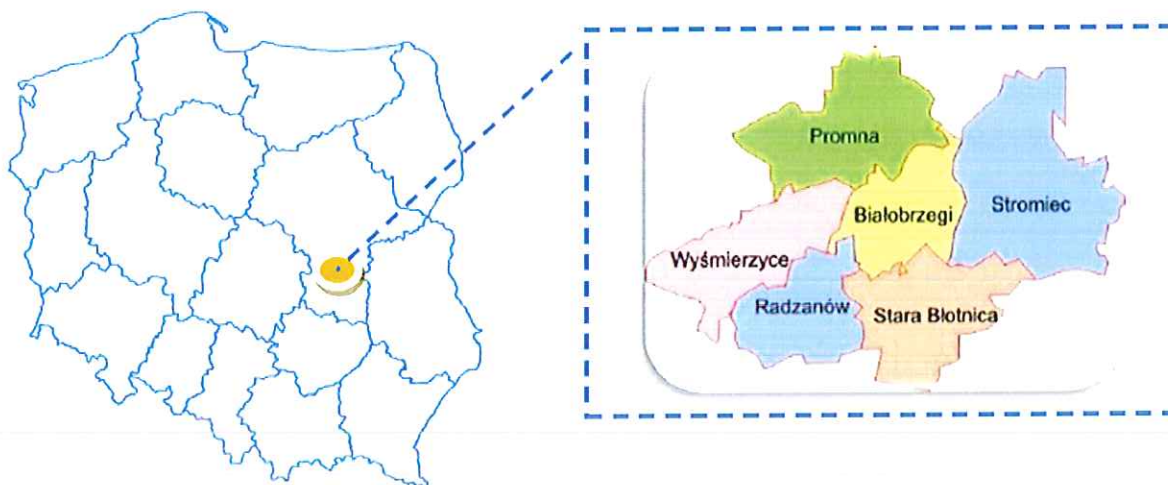 Promna
Białobrzegi
Stromiec
Wyśmierzyce
Radzanów
Stara Błotnica